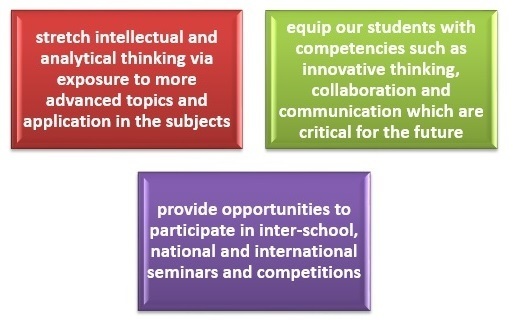 stretch intellectual and
analytical thinking via
exposure to more
advanced topics and
application in the subjects
equip our students with
competencies such as
innovative thinking,
collaboration and
communication which are
critical for the future
provide opportunities to
participate in inter-school,
national and international
seminars and competitions